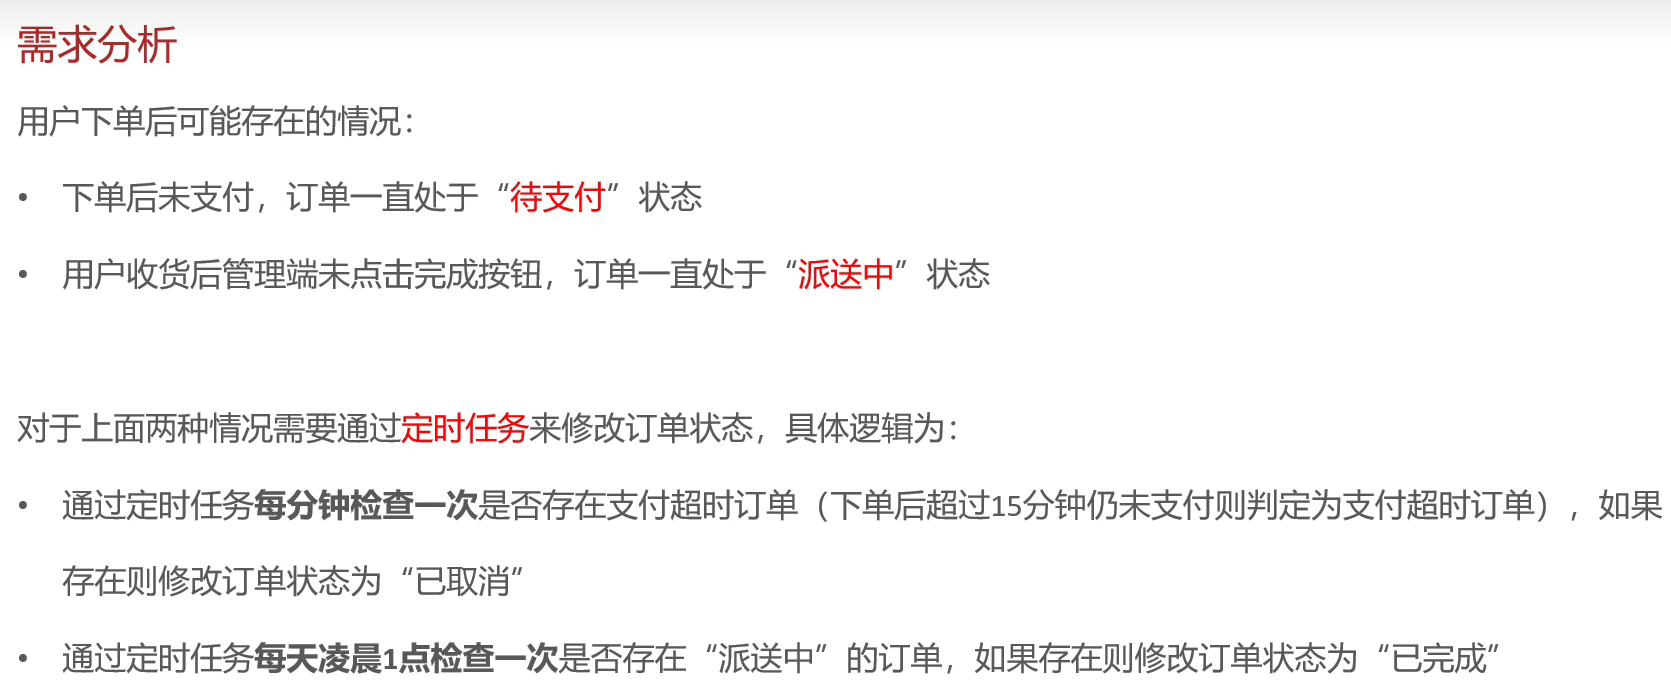 需求分析
用户下单后可能存在的情况：
• 下单后未支付，订单一直处于“待支付”状态
• 用户收货后管理端未点击完成按钮，订单一直处于“派送中”状态
对于上面两种情况需要通过定时任务来修改订单状态，具体逻辑为：
• 通过定时任务每分钟检查一次是否存在支付超时订单（下单后超过15分钟仍未支付则判定为支付超时订单），如果
存在则修改订单状态为“已取消”
• 通过定时任务每天凌晨1点检查一次是否存在“派送中”的订单，如果存在则修改订单状态为“已完成”